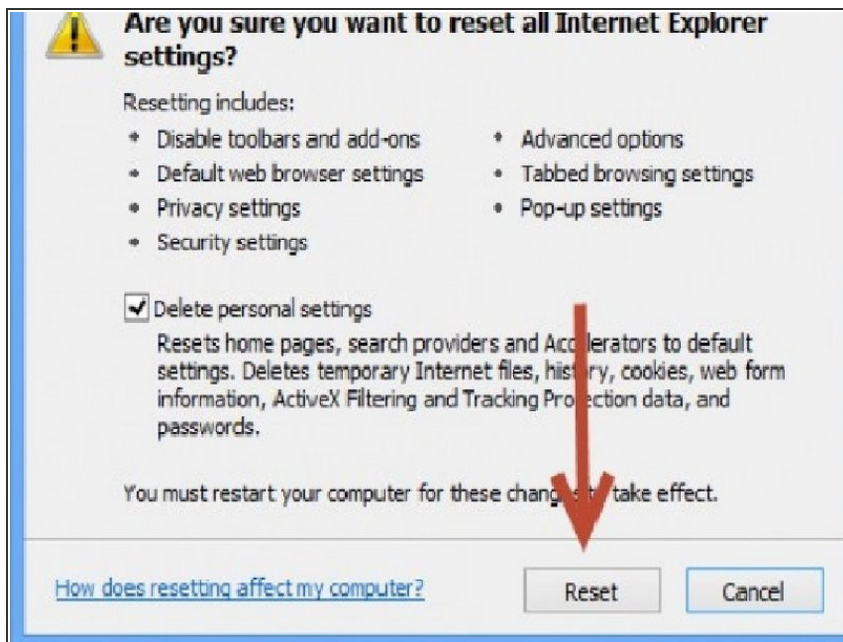 Are you sure you want to reset all Internet Explorer
settings?
Resetting includes:
Disable toolbars and add-ons
Default web browser settings
Privacy settings
Security settings
Advanced options
Tabbed browsing settings
Pop-up settings
Delete personal settings
Resets home pages, search providers and Accelerators to default
settings. Deletes temporary Internet files, history, cookies, web form
information, ActiveX Filtering and Tracking Protection data, and
passwords.
You must restart your computer for these changes to take effect.
How does resetting affect my computer?
Reset
Cancel